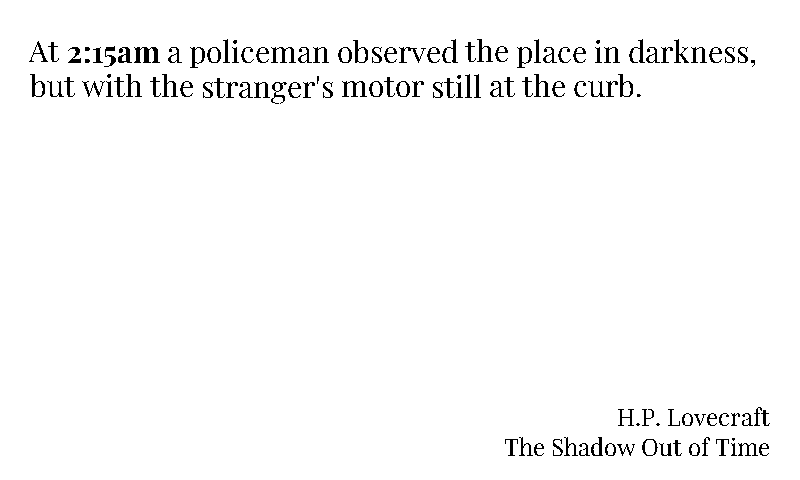 At 2:15am a policeman observed the place in darkness,
but with the stranger's motor still at the curb.
H.P. Lovecraft
The Shadow Out of Time